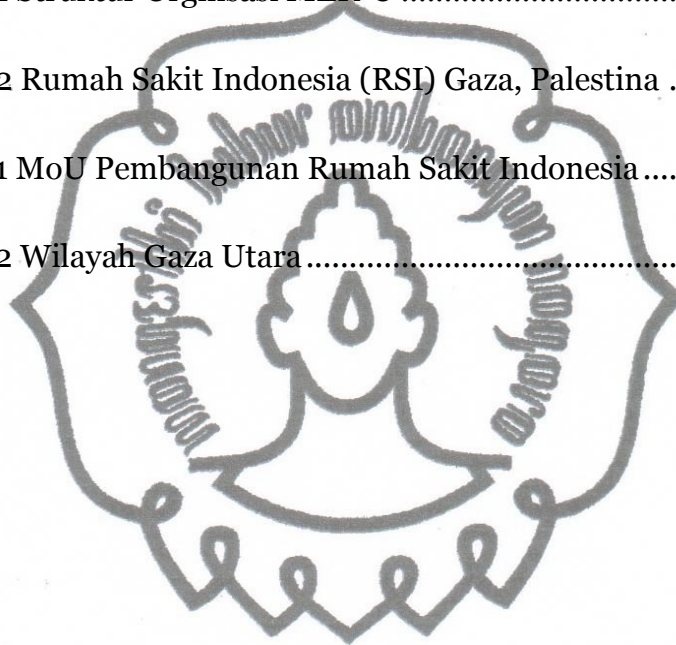 Struktur Orgnisasi MER-C ..............................
2 Rumah Sakit Indonesia (RSI) Gaza, Palestina .
1 MoU Pembangunan Rumah Sakit Indonesia ....
2 Wilayah Gaza Utara ..........................................